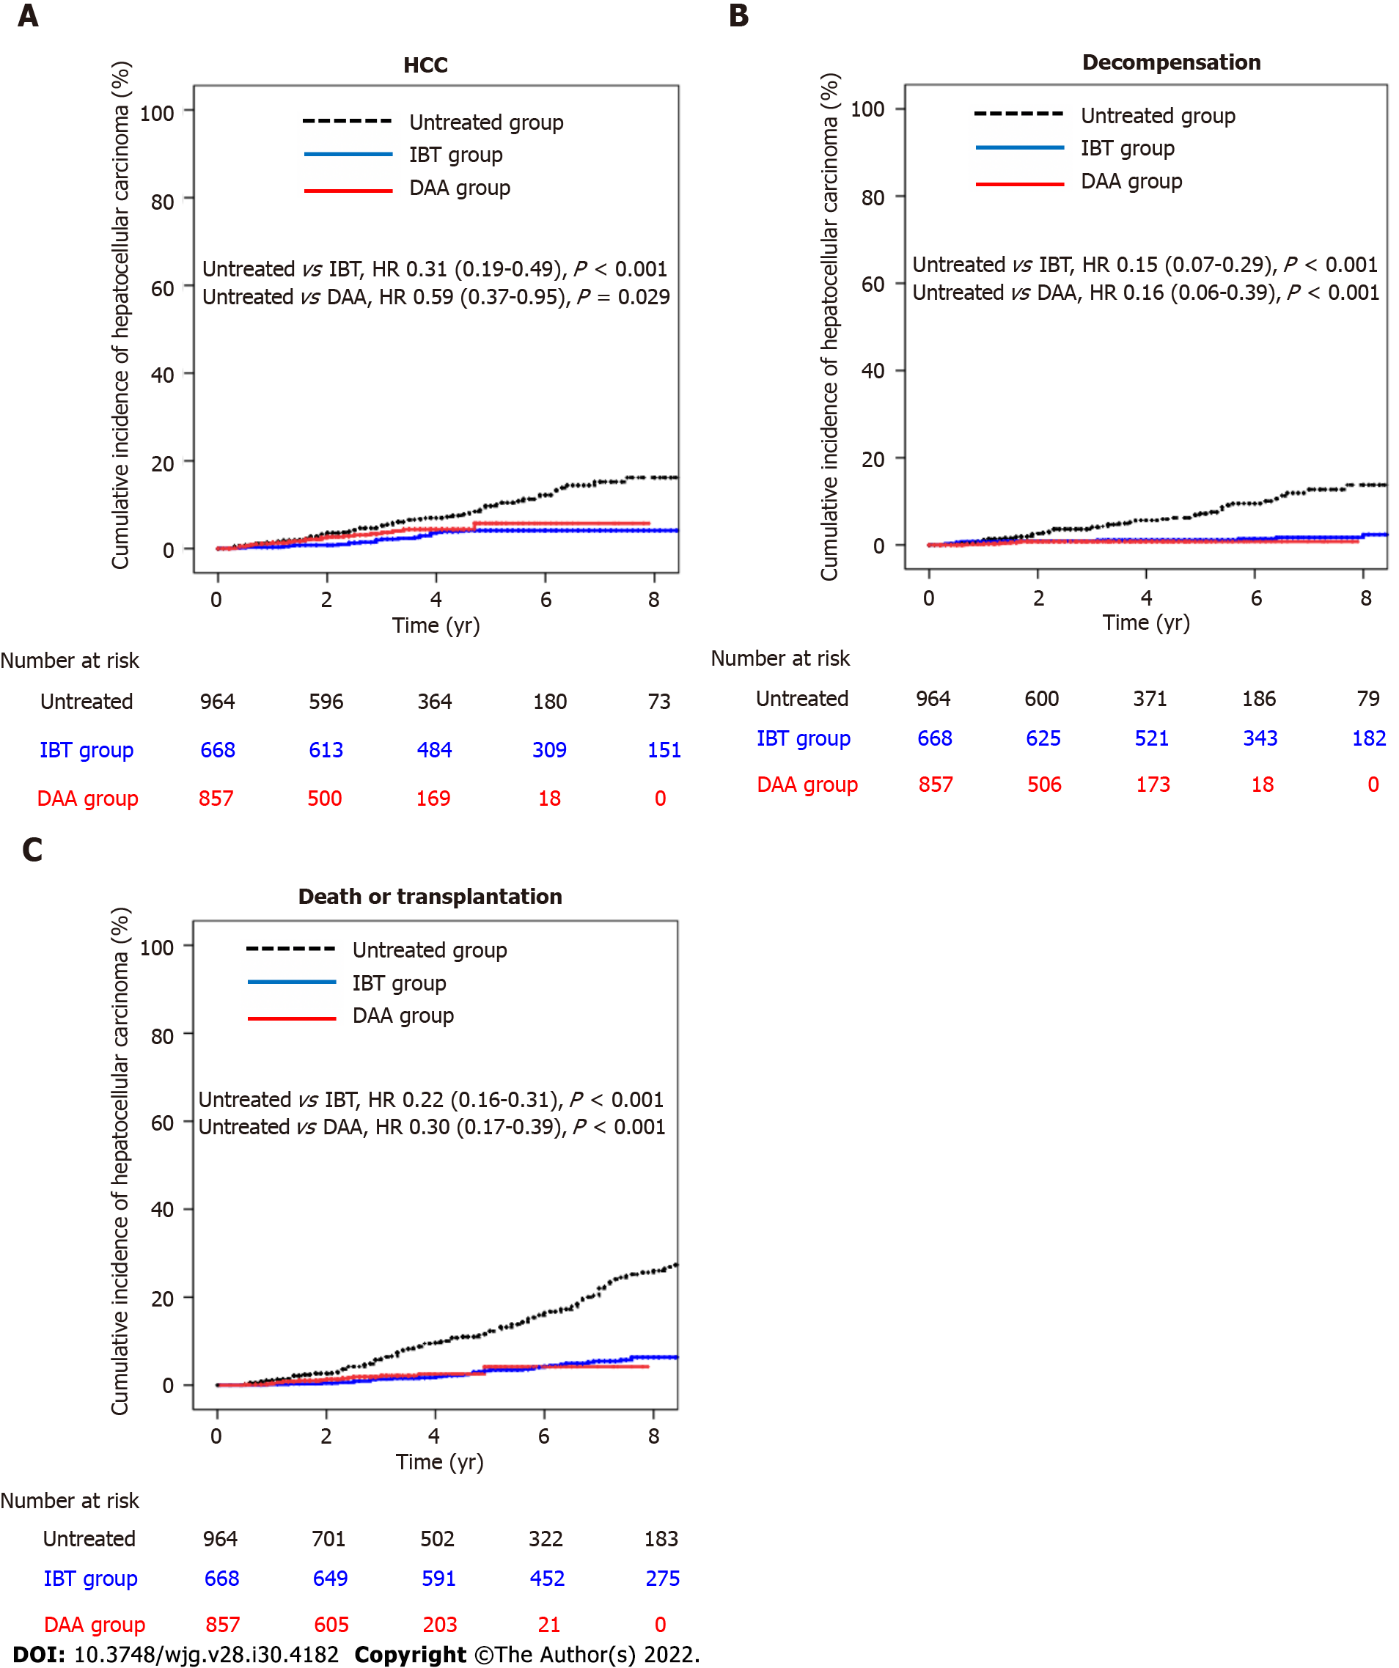 A
HCC
Cumulative incidence of hepatocellular carcinoma (%)
100
80
60
40
20
0
Untreated group
IBT group
DAA group
Untreated vs IBT, HR 0.31 (0.19-0.49), P < 0.001
Untreated vs DAA, HR 0.59 (0.37-0.95), P = 0.029
0 2 4 6 8
Time (yr)
Number at risk
Untreated 964 596 364 180 73
IBT group 668 613 484 309 151
DAA group 857 500 169 18 0
B
Decompensation
Cumulative incidence of hepatocellular carcinoma (%)
100
80
60
40
20
0
Untreated group
IBT group
DAA group
Untreated vs IBT, HR 0.15 (0.07-0.29), P < 0.001
Untreated vs DAA, HR 0.16 (0.06-0.39), P < 0.001
0 2 4 6 8
Time (yr)
Number at risk
Untreated 964 600 371 186 79
IBT group 668 625 521 343 182
DAA group 857 506 173 18 0
C
Death or transplantation
Cumulative incidence of hepatocellular carcinoma (%)
100
80
60
40
20
0
Untreated group
IBT group
DAA group
Untreated vs IBT, HR 0.22 (0.16-0.31), P < 0.001
Untreated vs DAA, HR 0.30 (0.17-0.39), P < 0.001
0 2 4 6 8
Time (yr)
Number at risk
Untreated 964 701 502 322 183
IBT group 668 649 591 452 275
DAA group 857 605 203 21 0
DOI: 10.3748/wjg.v28.i30.4182 Copyright ©The Author(s) 2022.